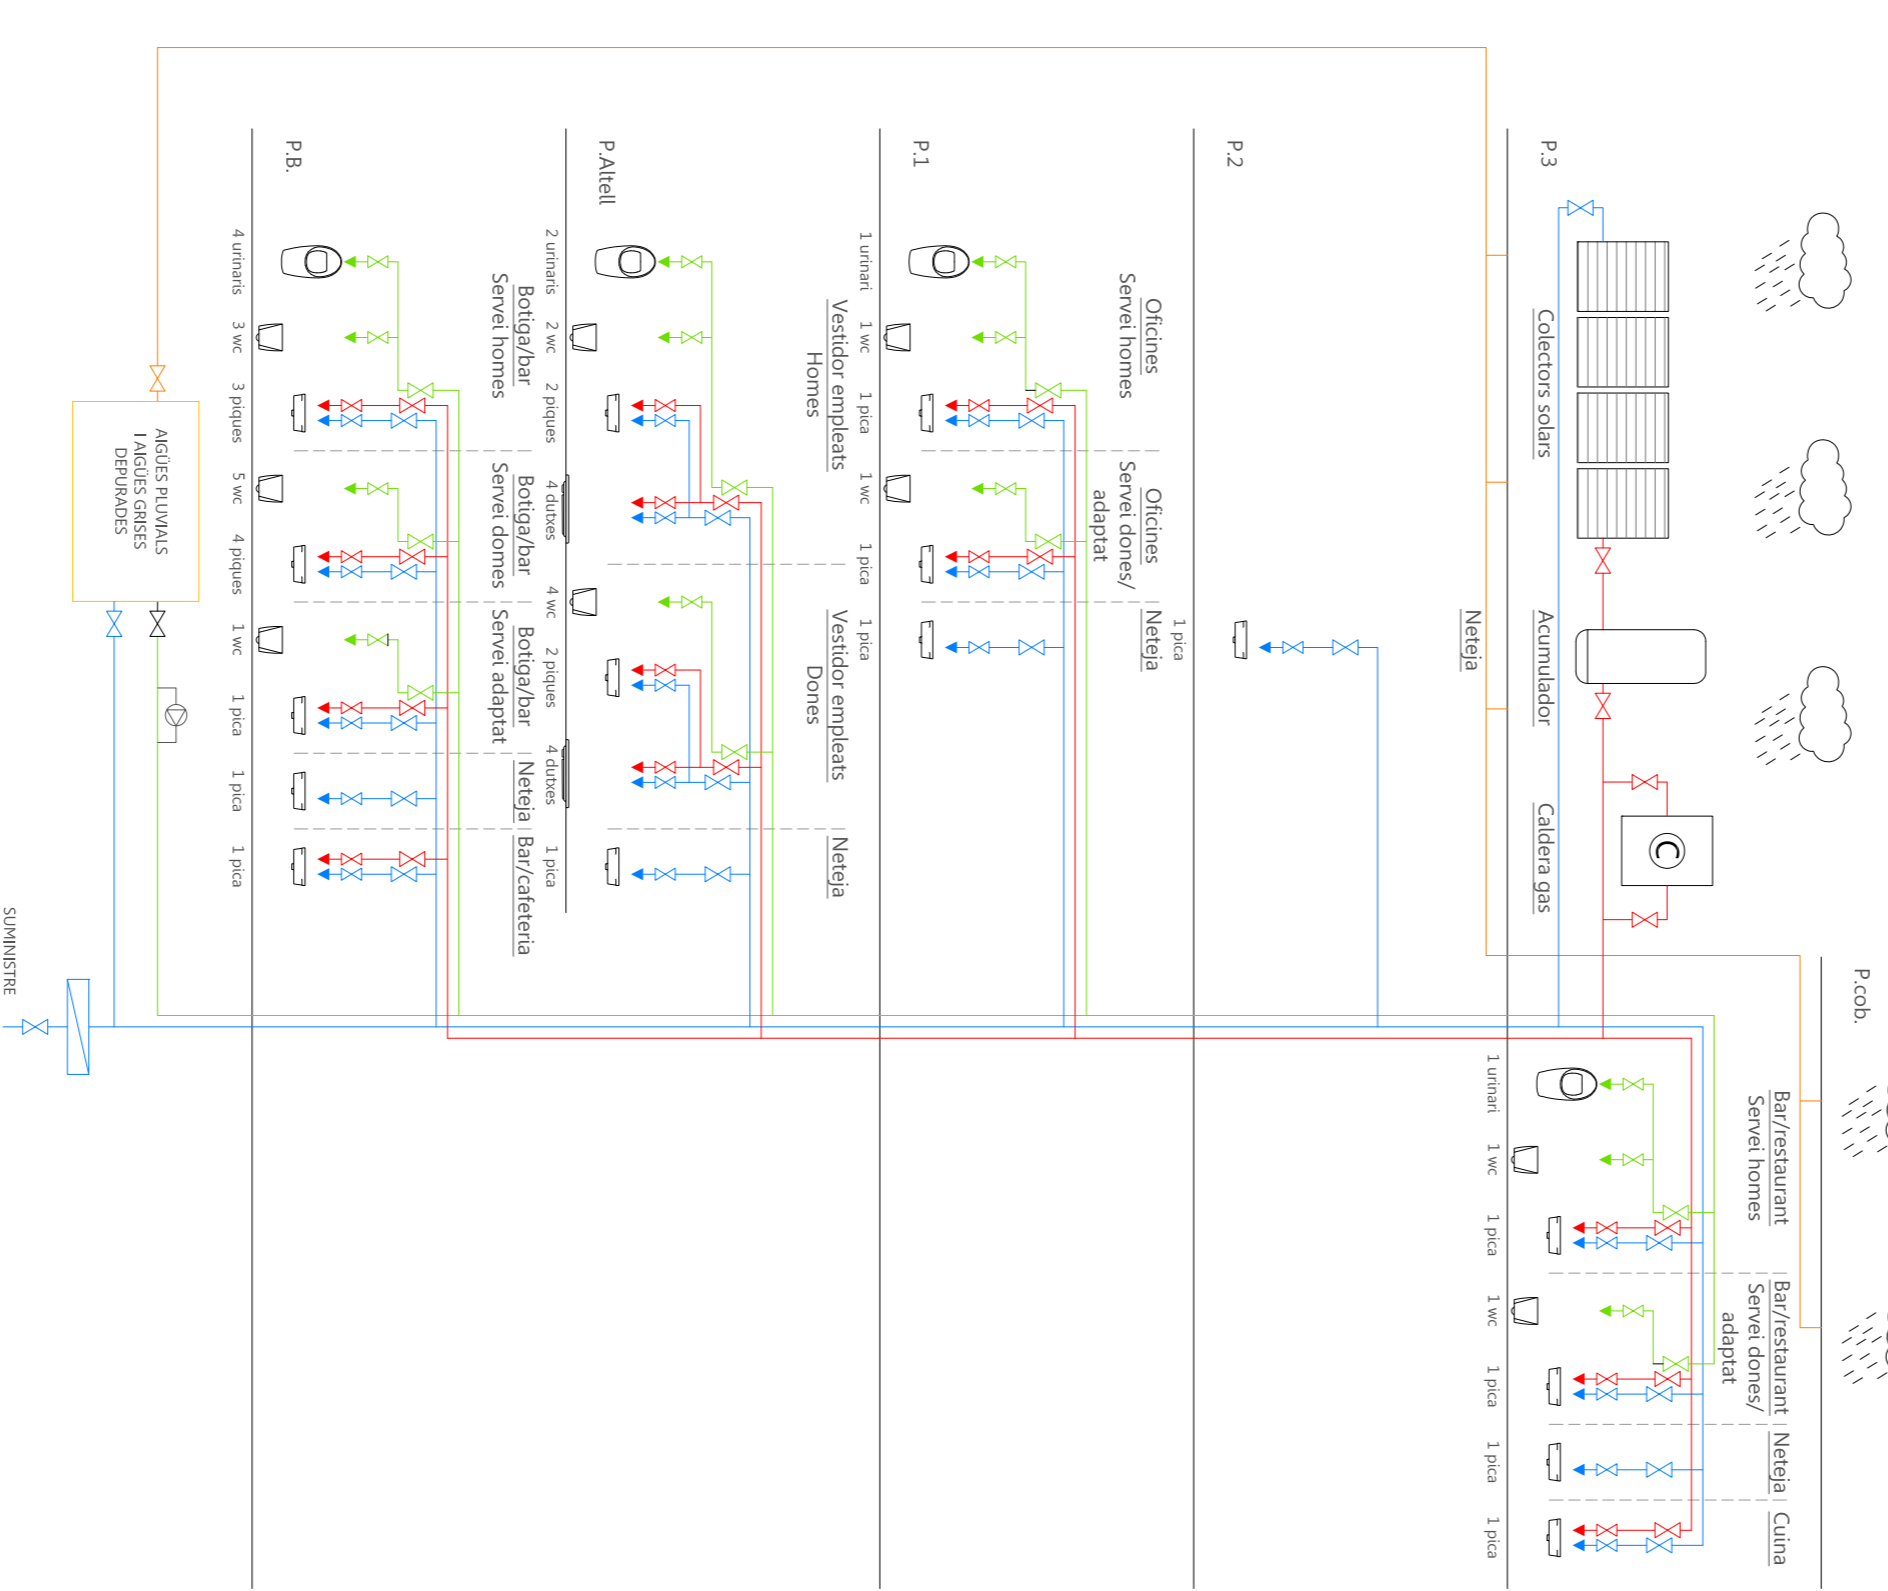 P.cob.
P.3
Colectors solars
Acumulador
Caldera gas
C
Bar/restaurant
Servei homes
Bar/restaurant
Servei dones/
adaptat
Neteja
Cuina
1 urinari
1 wc
1 pica
1 wc
1 pica
1 pica
1 pica
P.2
Neteja
1 pica
P.1
Oficines
Servei homes
Oficines
Servei dones/
adaptat
Neteja
1 urinari
1 wc
1 pica
1 wc
1 pica
1 pica
P.Altell
Vestidor empleats
Homes
Vestidor empleats
Dones
Neteja
2 urinaris
2 wc
2 piques
4 dutxes
4 wc
2 piques
4 dutxes
1 pica
P.B.
Botiga/bar
Servei homes
Botiga/bar
Servei domes
Botiga/bar
Servei adaptat
Neteja
Bar/cafeteria
4 urinaris
3 wc
3 piques
5 wc
4 piques
1 wc
1 pica
1 pica
1 pica
AIGÜES PLUVIALS
I AIGÜES GRISES
DEPURADES
SUMINISTRE